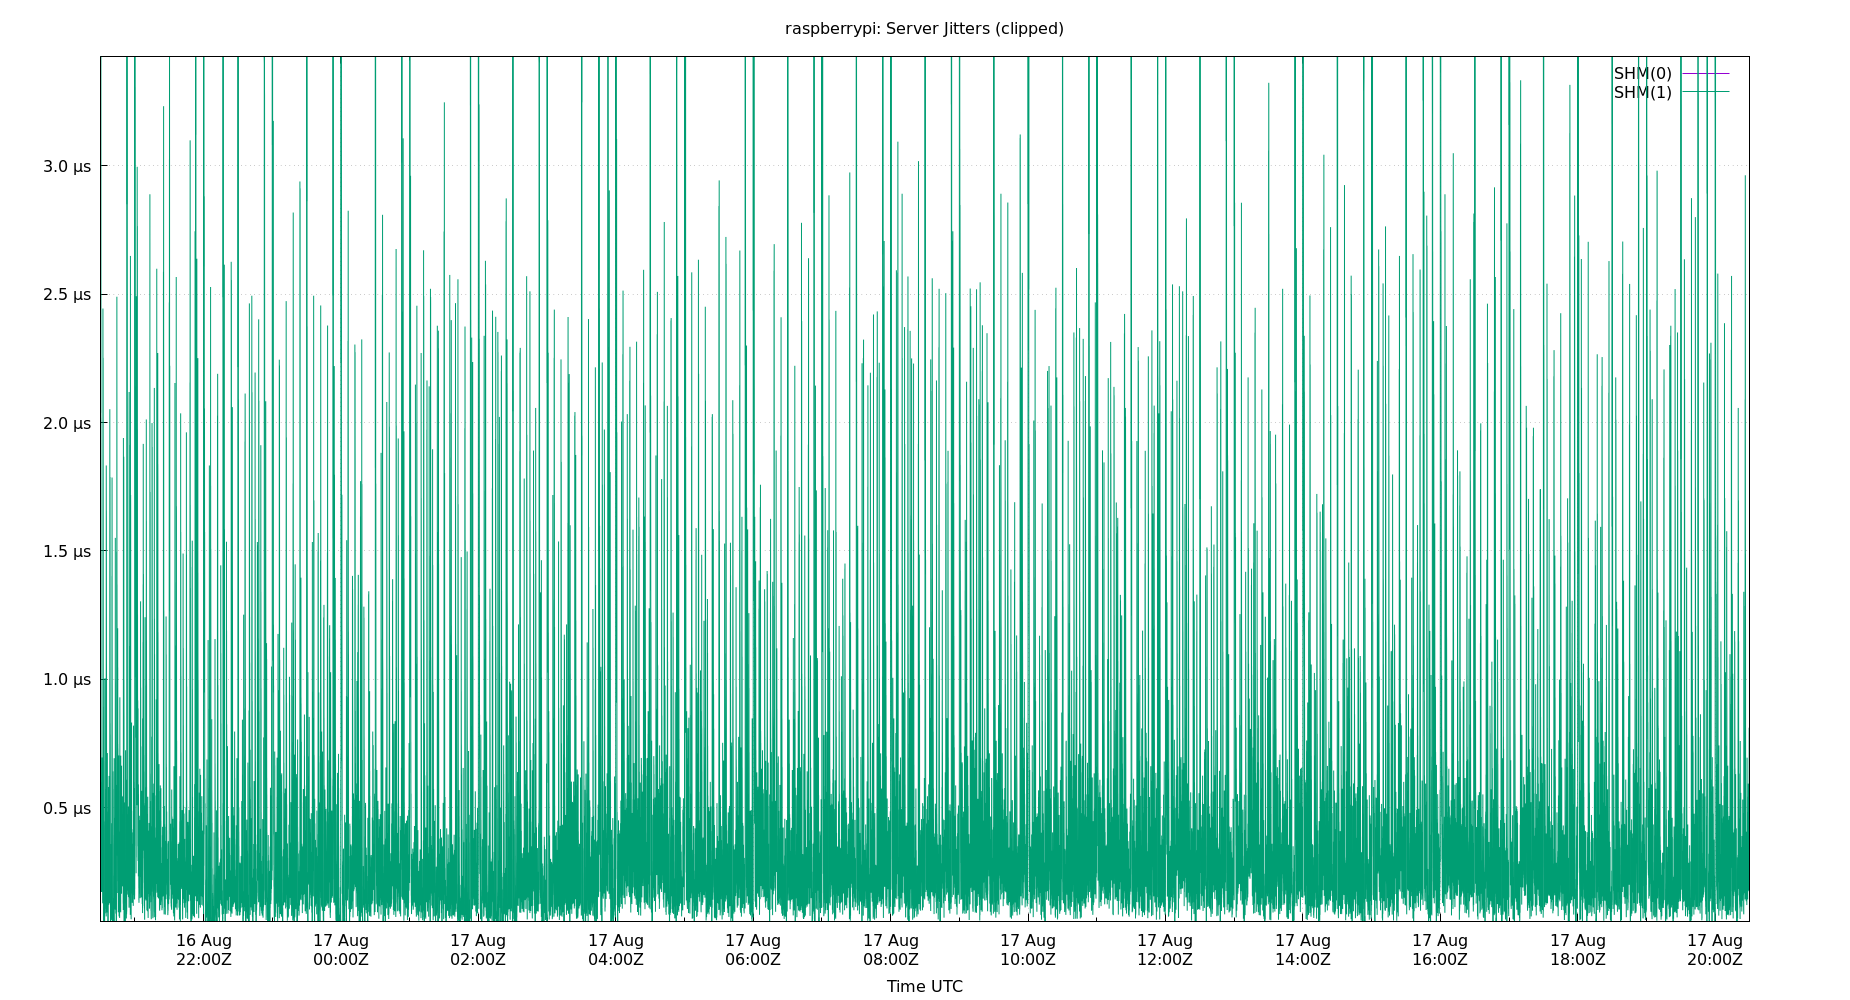 raspberrypi: Server Jitters (clipped)
SHM(0)
SHM(1)
3.0 µs
2.5 µs
2.0 µs
1.5 µs
1.0 µs
0.5 µs
16 Aug 17 Aug 17 Aug 17 Aug 17 Aug 17 Aug 17 Aug 17 Aug 17 Aug 17 Aug 17 Aug 17 Aug
22:00Z 00:00Z 02:00Z 04:00Z 06:00Z 08:00Z 10:00Z 12:00Z 14:00Z 16:00Z 18:00Z 20:00Z
Time UTC